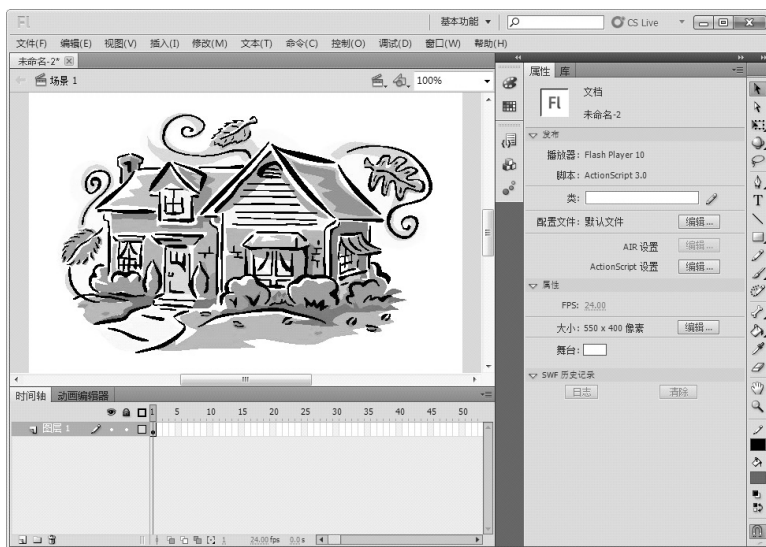 Fl
基本功能
CS Live
文件(F) 编辑(E) 视图(V) 插入(I) 修改(M) 文本(T) 命令(C) 控制(O) 调试(D) 窗口(W) 帮助(H)
未命名-2*
场景 1
100%
属性 库
Fl
文档
未命名-2
发布
播放器: Flash Player 10
脚本: ActionScript 3.0
类:
配置文件: 默认文件 编辑...
AIR 设置 编辑...
ActionScript 设置 编辑...
属性
FPS: 24.00
大小: 550 x 400 像素 编辑...
舞台:
SWF 历史记录
日志 清除
时间轴 动画编辑器
1 5 10 15 20 25 30 35 40 45 50
图层 1
1 24.00 fps 0.0 s
T